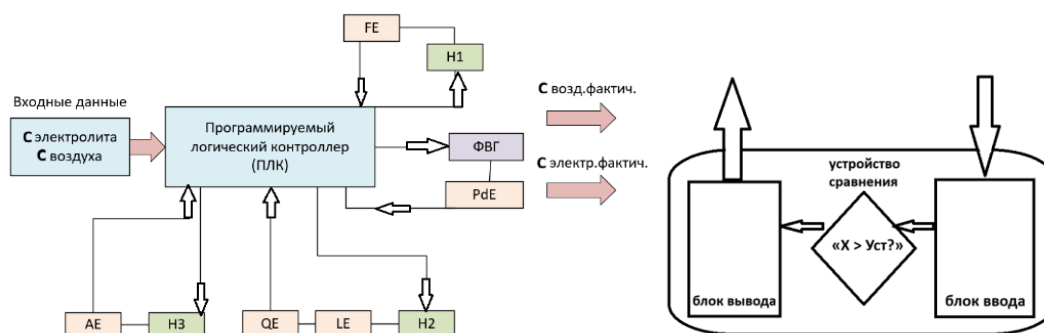 FE
H1
Входные данные
С электролита
С воздуха
Программируемый
логический контроллер
(ПЛК)
ФВГ
PdE
С возд.фактич.
С электр.фактич.
AE
H3
QE
LE
H2
устройство
сравнения
«X > Уст?»
блок вывода
блок ввода